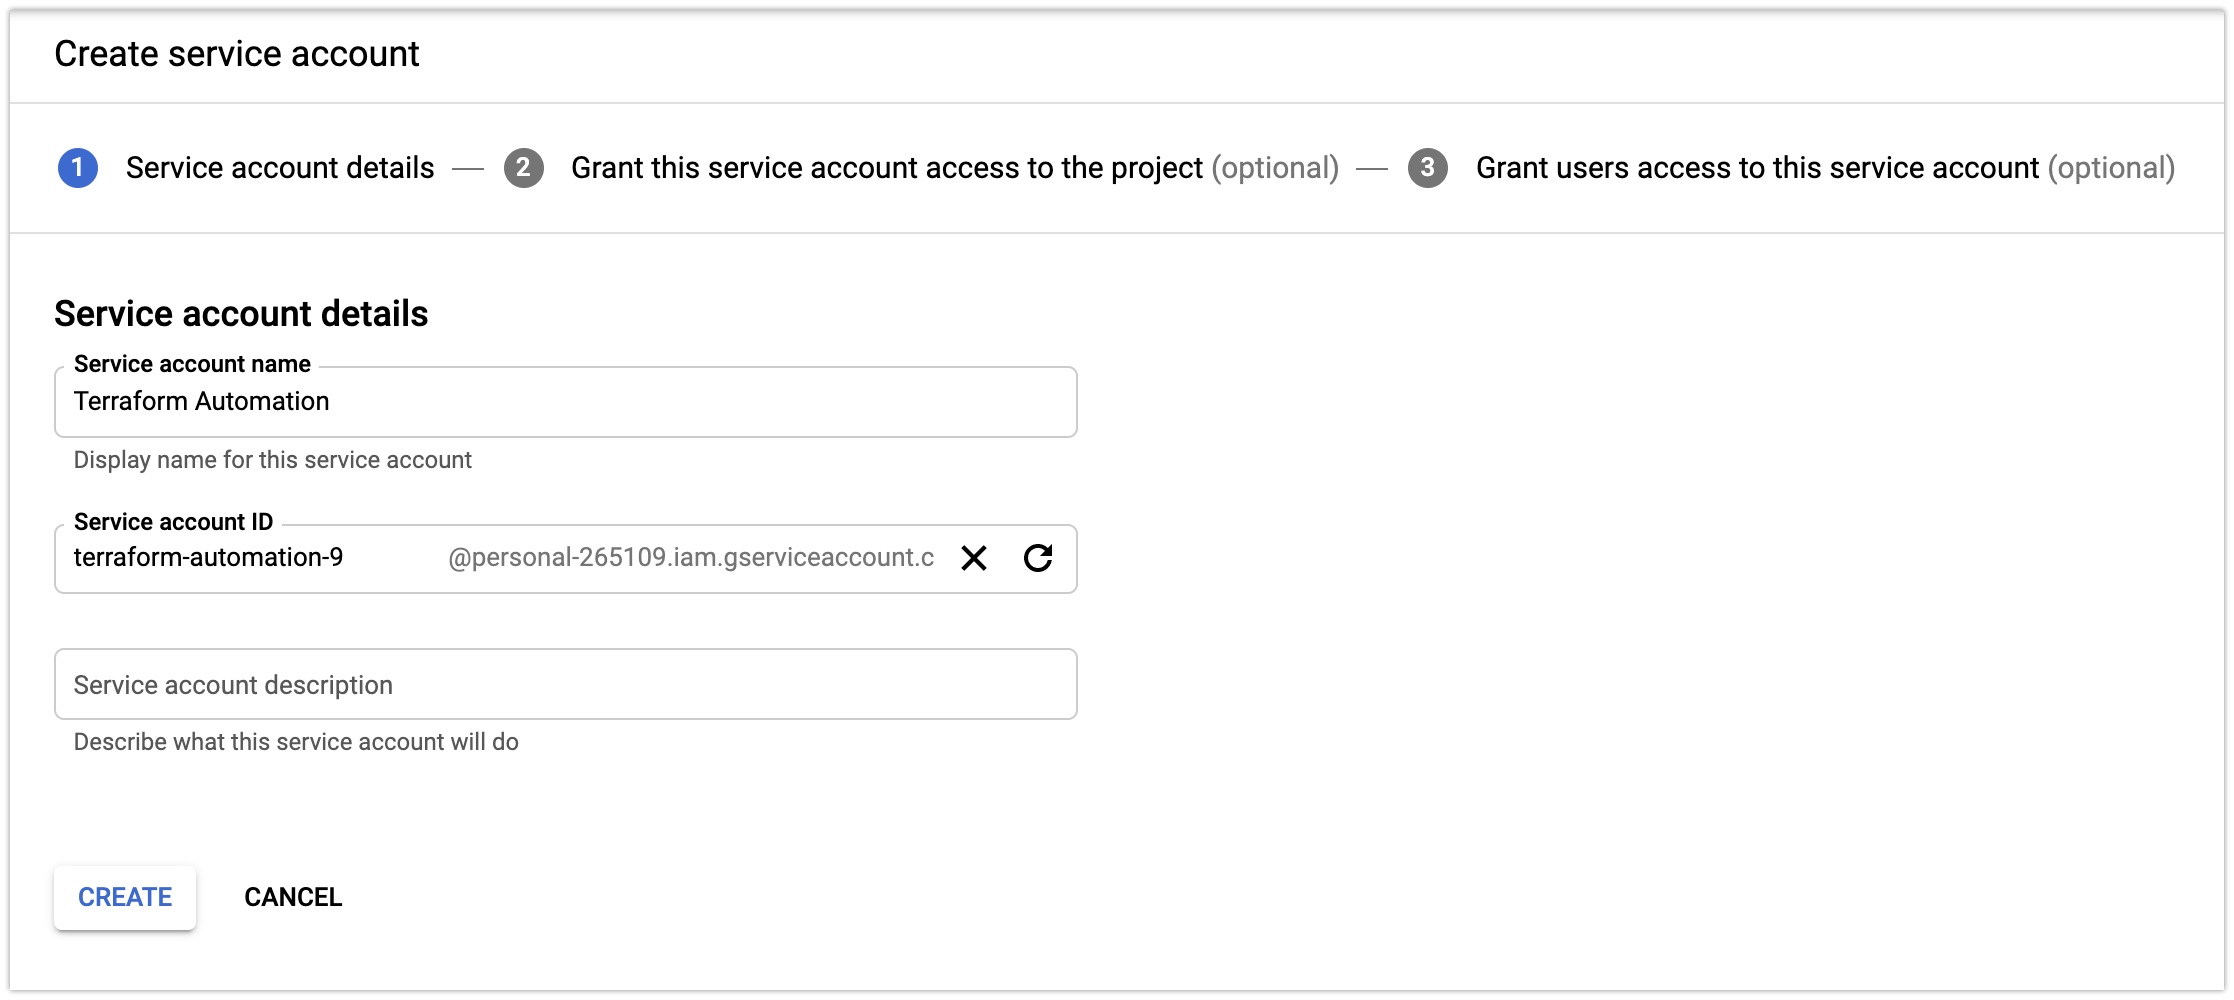 Create service account
1 Service account details — 2 Grant this service account access to the project (optional) — 3 Grant users access to this service account (optional)
Service account details
Service account name
Terraform Automation
Display name for this service account
Service account ID
terraform-automation-9 @personal-265109.iam.gserviceaccount.c
Service account description
Describe what this service account will do
CREATE CANCEL